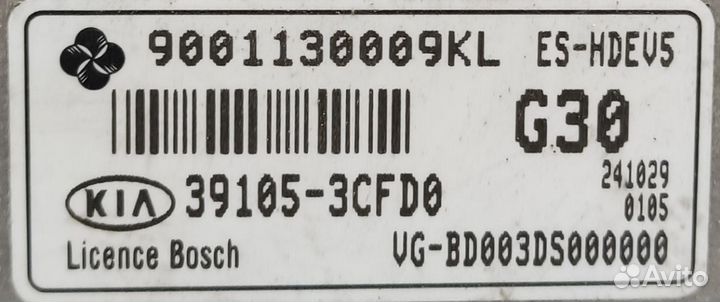 9001130009KL ES-HDEV5
G30
KIA 39105-3CFD0
241029
0105
Licence Bosch VG-BD003DS000000
Avito